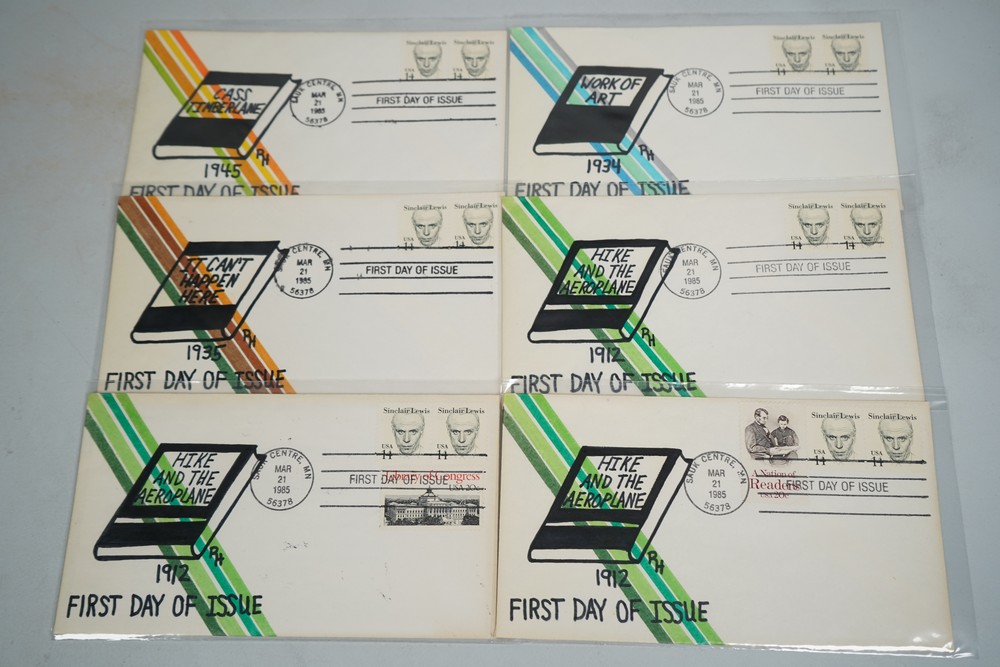 Sinclair Lewis Sinclair Lewis
USA 14 14
CASS
TIMBERLANE
SAUK CENTRE, MN
MAR
21
1985
56378
FIRST DAY OF ISSUE
RH
1945
FIRST DAY OF ISSUE
Sinclair Lewis Sinclair Lewis
USA 14 14
WORK OF
ART
SAUK CENTRE, MN
MAR
21
1985
56378
FIRST DAY OF ISSUE
RH
1934
FIRST DAY OF ISSUE
Sinclair Lewis Sinclair Lewis
USA 14 14
IT CAN'T
HAPPEN
HERE
SAUK CENTRE, MN
MAR
21
1985
56378
FIRST DAY OF ISSUE
RH
1935
FIRST DAY OF ISSUE
Sinclair Lewis Sinclair Lewis
USA 14 14
HIKE
AND THE
AEROPLANE
SAUK CENTRE, MN
MAR
21
1985
56378
FIRST DAY OF ISSUE
RH
1912
FIRST DAY OF ISSUE
Sinclair Lewis Sinclair Lewis
USA 14 USA 14
HIKE
AND THE
AEROPLANE
SAUK CENTRE, MN
MAR
21
1985
56378
FIRST DAY OF ISSUE
Library of Congress
USA 20c
RH
1912
FIRST DAY OF ISSUE
Sinclair Lewis Sinclair Lewis
USA 14 USA 14
HIKE
AND THE
AEROPLANE
SAUK CENTRE, MN
MAR
21
1985
56378
A Nation of
Readers
USA 20c
FIRST DAY OF ISSUE
RH
1912
FIRST DAY OF ISSUE